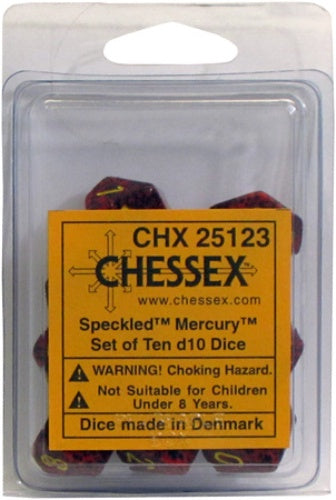 CHX 25123
CHESSEX
www.chessex.com
Speckled™ Mercury™
Set of Ten d10 Dice
WARNING! Choking Hazard.
Not Suitable for Children
Under 8 Years.
Dice made in Denmark